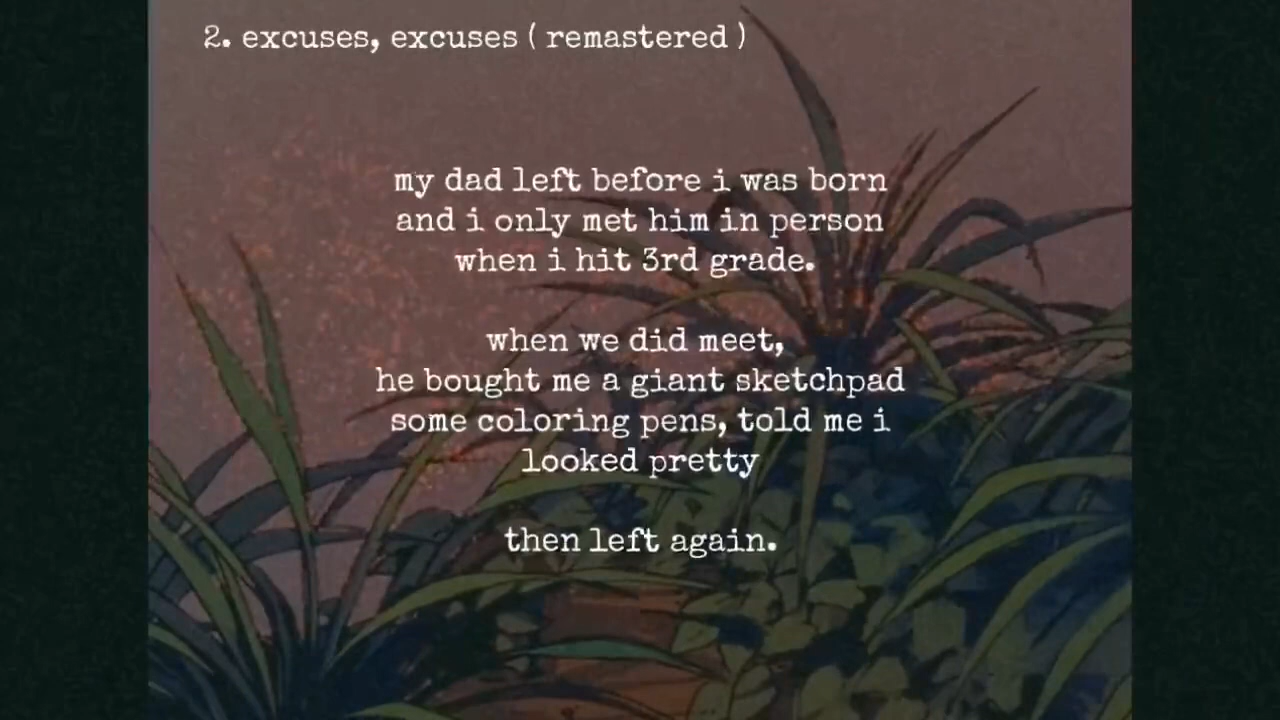 2. excuses, excuses ( remastered )
my dad left before i was born
and i only met him in person
when i hit 3rd grade.
when we did meet,
he bought me a giant sketchpad
some coloring pens, told me i
looked pretty
then left again.